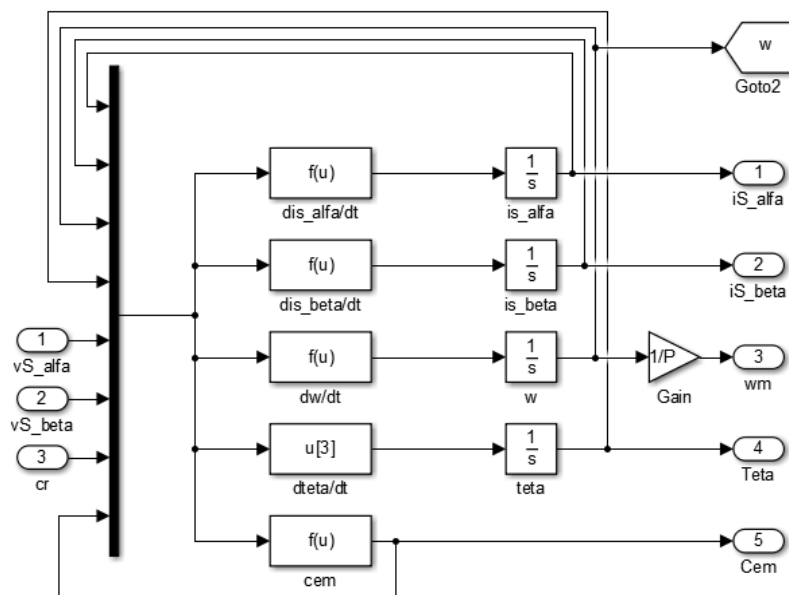 w
Goto2
f(u)
dis_alfa/dt
1
s
is_alfa
1
iS_alfa
f(u)
dis_beta/dt
1
s
is_beta
2
iS_beta
1
vS_alfa
f(u)
dw/dt
1
s
w
1/P
Gain
3
wm
2
vS_beta
3
cr
u[3]
dteta/dt
1
s
teta
4
Teta
f(u)
cem
5
Cem